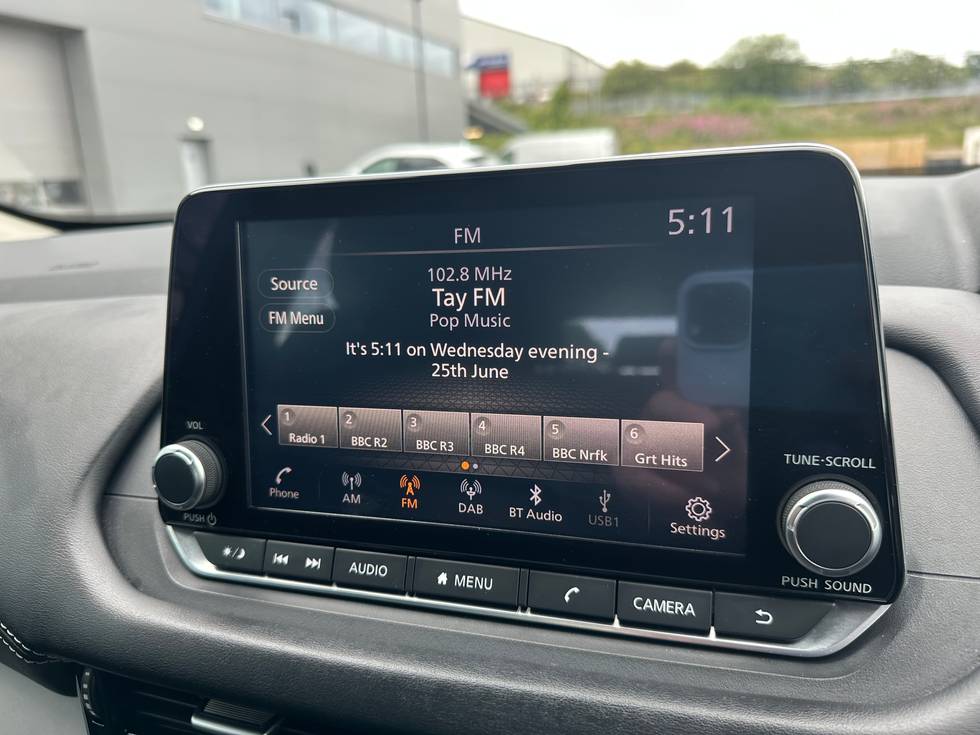 FM
5:11
Source
FM Menu
102.8 MHz
Tay FM
Pop Music
It's 5:11 on Wednesday evening -
25th June
1 Radio 1
2 BBC R2
3 BBC R3
4 BBC R4
5 BBC Nrfk
6 Grt Hits
Phone
AM
FM
DAB
BT Audio
USB1
Settings
VOL
PUSH
TUNE·SCROLL
PUSH SOUND
AUDIO
MENU
CAMERA